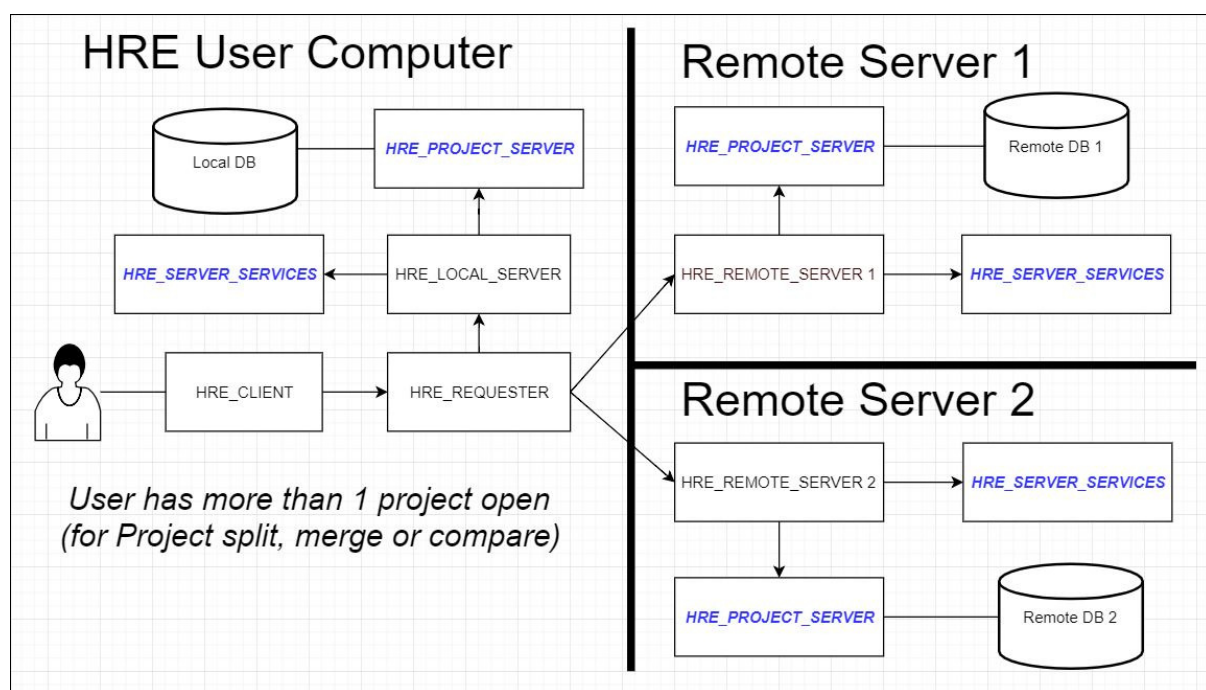 HRE User Computer
Local DB
HRE_PROJECT_SERVER
HRE_SERVER_SERVICES
HRE_LOCAL_SERVER
HRE_CLIENT
HRE_REQUESTER
User has more than 1 project open
(for Project split, merge or compare)
Remote Server 1
HRE_PROJECT_SERVER
Remote DB 1
HRE_REMOTE_SERVER 1
HRE_SERVER_SERVICES
Remote Server 2
HRE_REMOTE_SERVER 2
HRE_SERVER_SERVICES
HRE_PROJECT_SERVER
Remote DB 2